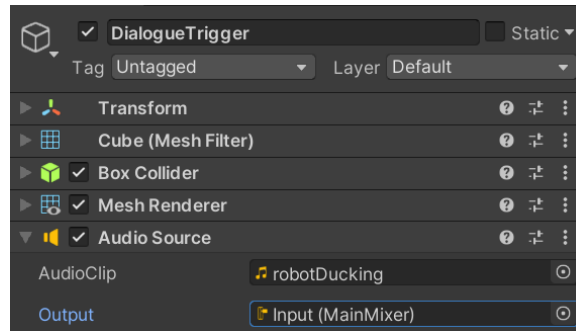 DialogueTrigger Static
Tag Untagged Layer Default
Transform
Cube (Mesh Filter)
Box Collider
Mesh Renderer
Audio Source
AudioClip robotDucking
Output Input (MainMixer)